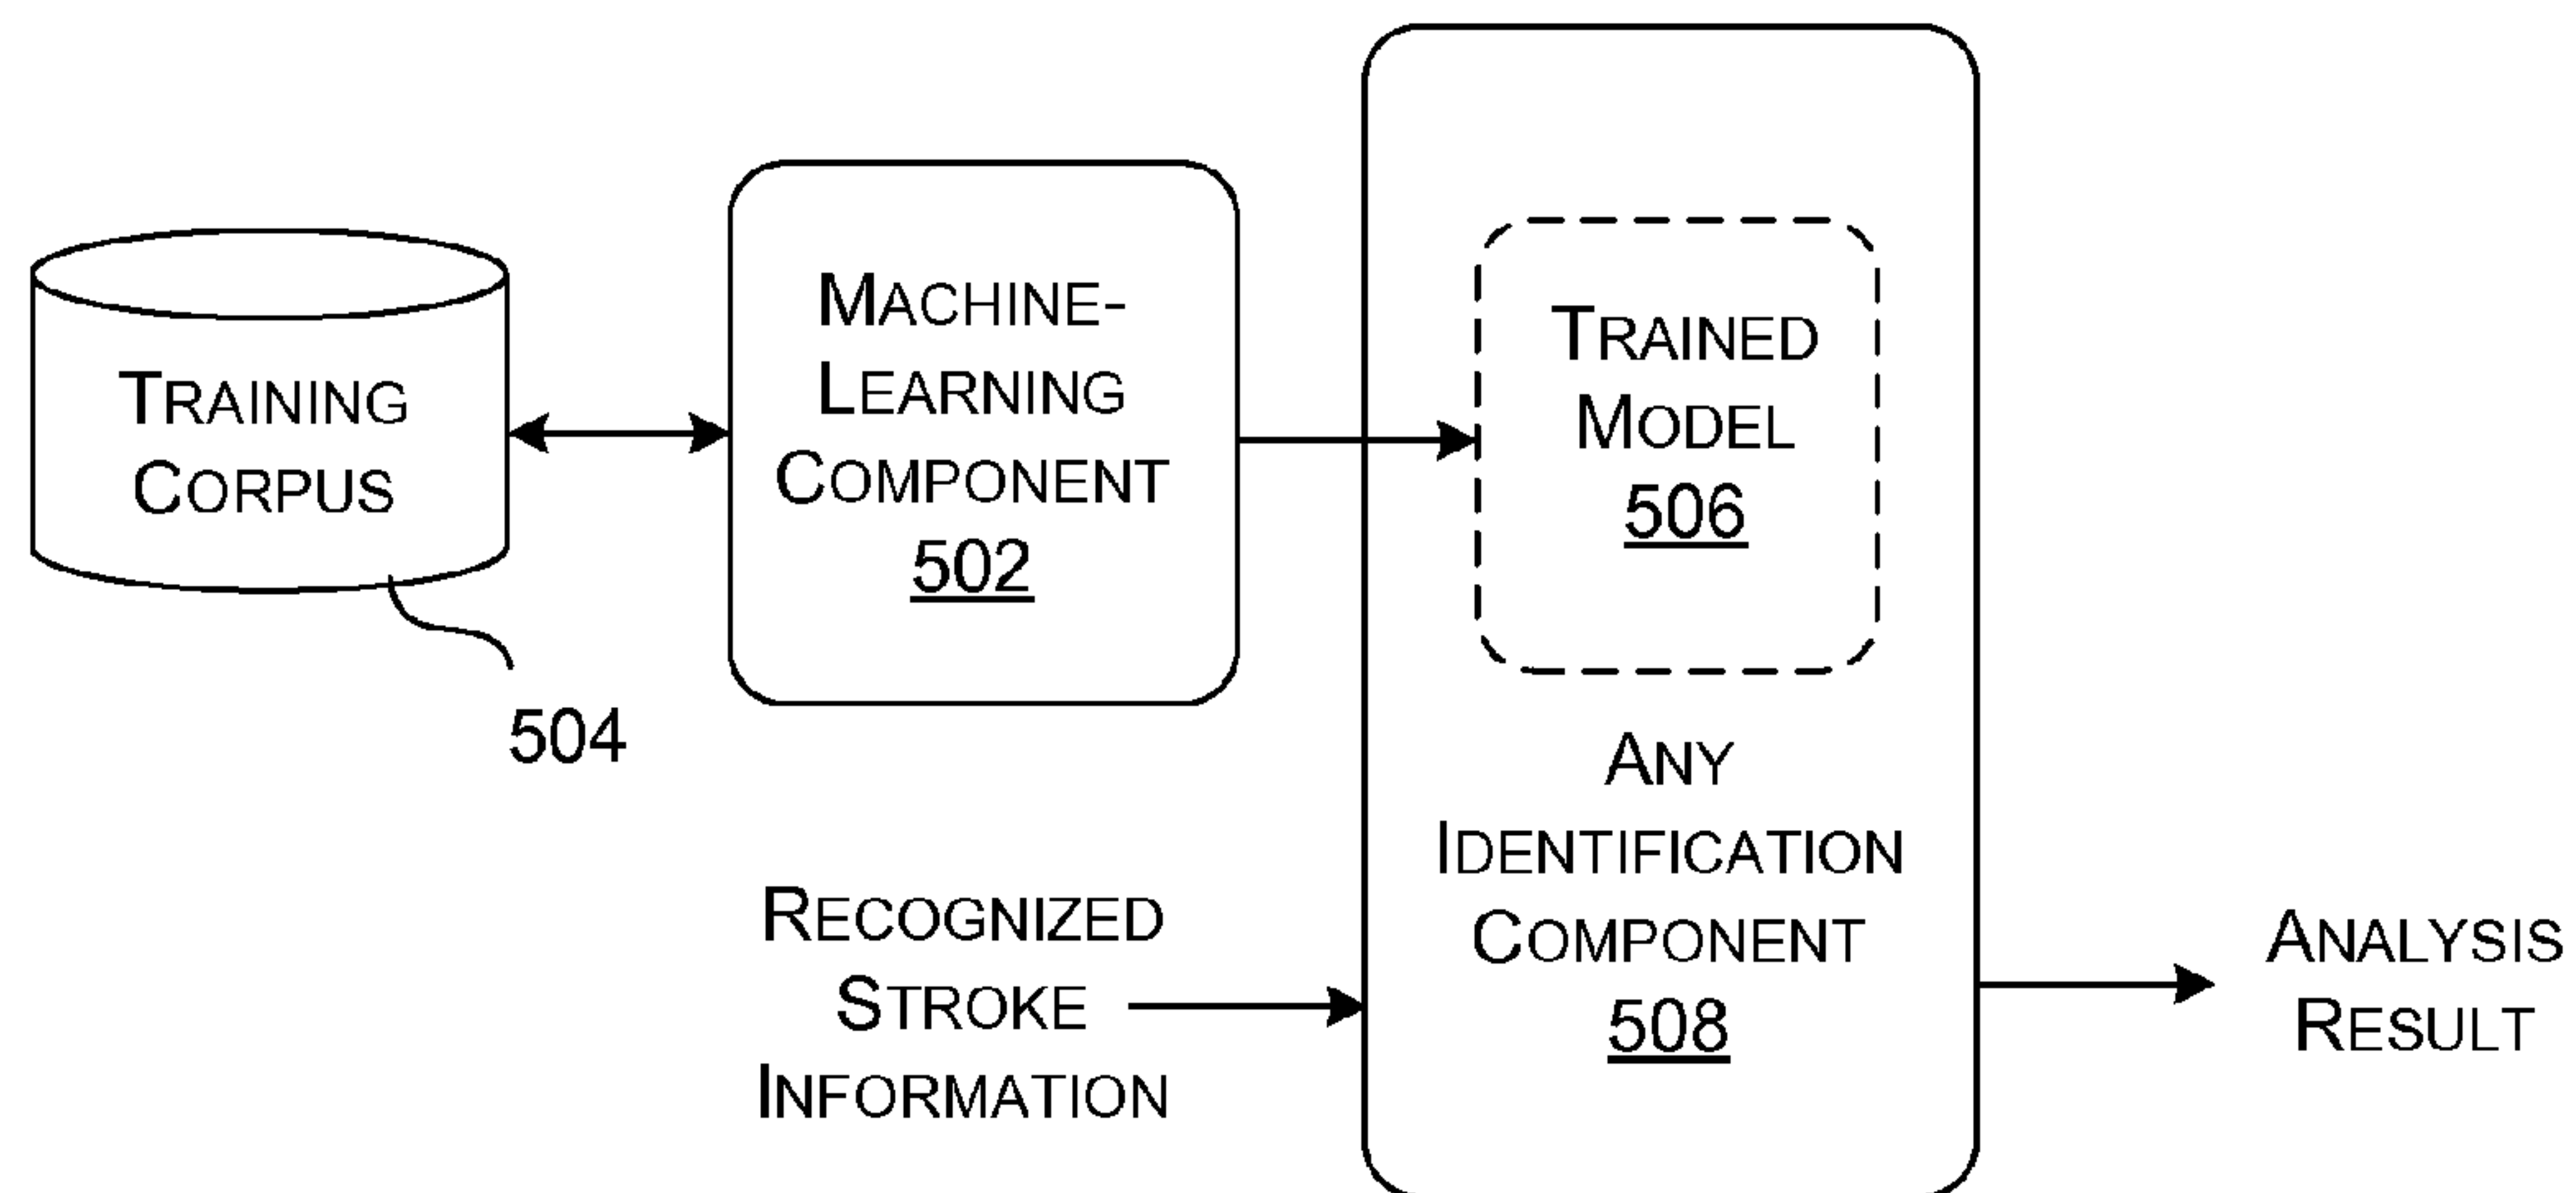 TRAINING
CORPUS
504
MACHINE-
LEARNING
COMPONENT
502
TRAINED
MODEL
506
ANY
IDENTIFICATION
COMPONENT
508
RECOGNIZED
STROKE
INFORMATION
ANALYSIS
RESULT